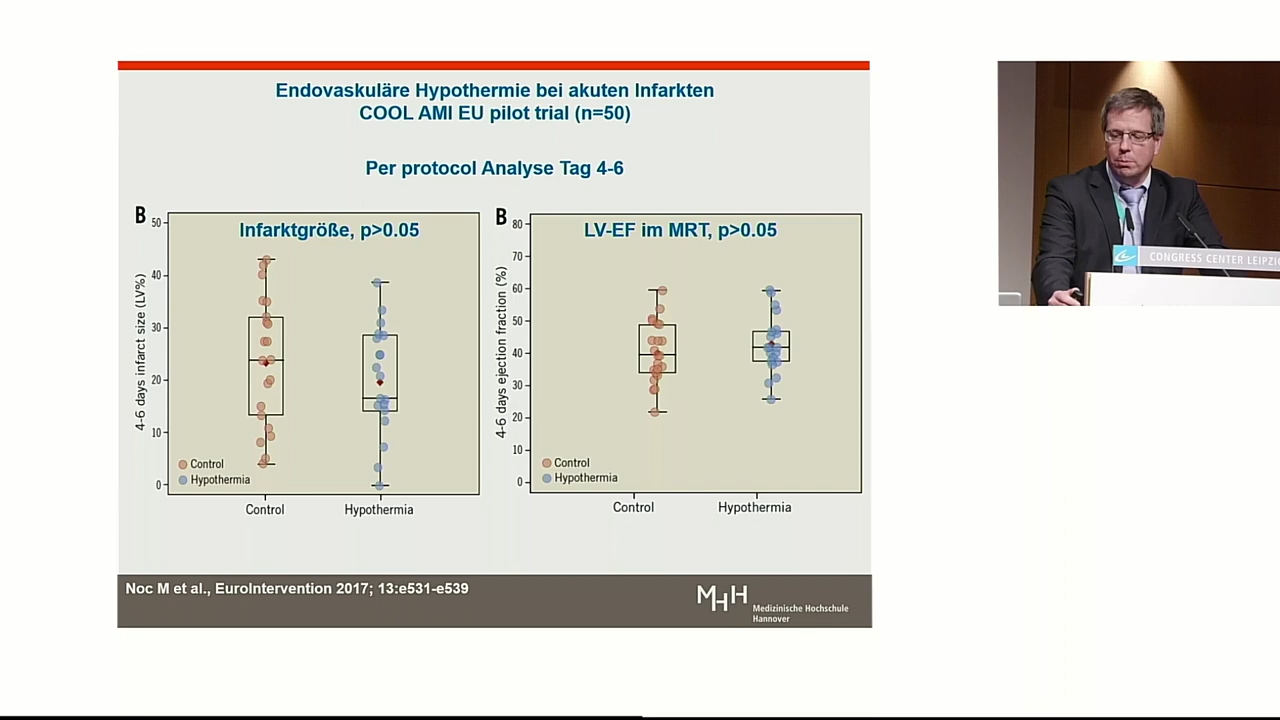 Endovaskuläre Hypothermie bei akuten Infarkten
COOL AMI EU pilot trial (n=50)
Per protocol Analyse Tag 4-6
B
Infarktgröße, p>0.05
4-6 days infarct size (LV%)
50
40
30
20
10
0
Control
Hypothermia
Control
Hypothermia
B
LV-EF im MRT, p>0.05
4-6 days ejection fraction (%)
80
70
60
50
40
30
20
10
0
Control
Hypothermia
Control
Hypothermia
Noc M et al., EuroIntervention 2017; 13:e531-e539
MHH
Medizinische Hochschule
Hannover
CONGRESS CENTER LEIPZIG